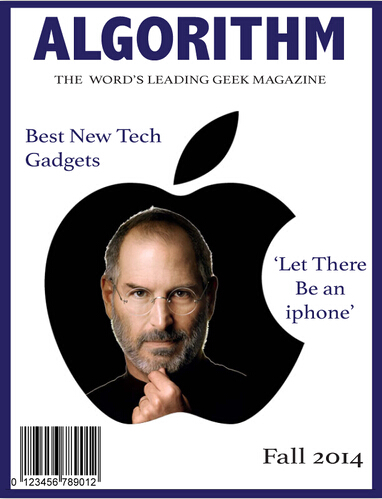 ALGORITHM
THE WORD'S LEADING GEEK MAGAZINE
Best New Tech
Gadgets
‘Let There
Be an
iphone’
0 123456 789012
Fall 2014